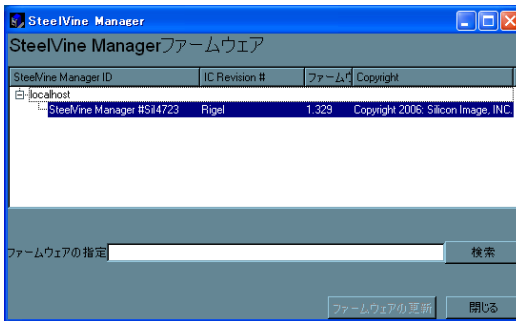 SteelVine Manager
SteelVine Managerファームウェア
SteelVine Manager ID IC Revision # ファームウ Copyright
localhost
SteelVine Manager #SiI4723 Rigel 1.329 Copyright 2006: Silicon Image, INC.
ファームウェアの指定 検索
ファームウェアの更新 閉じる